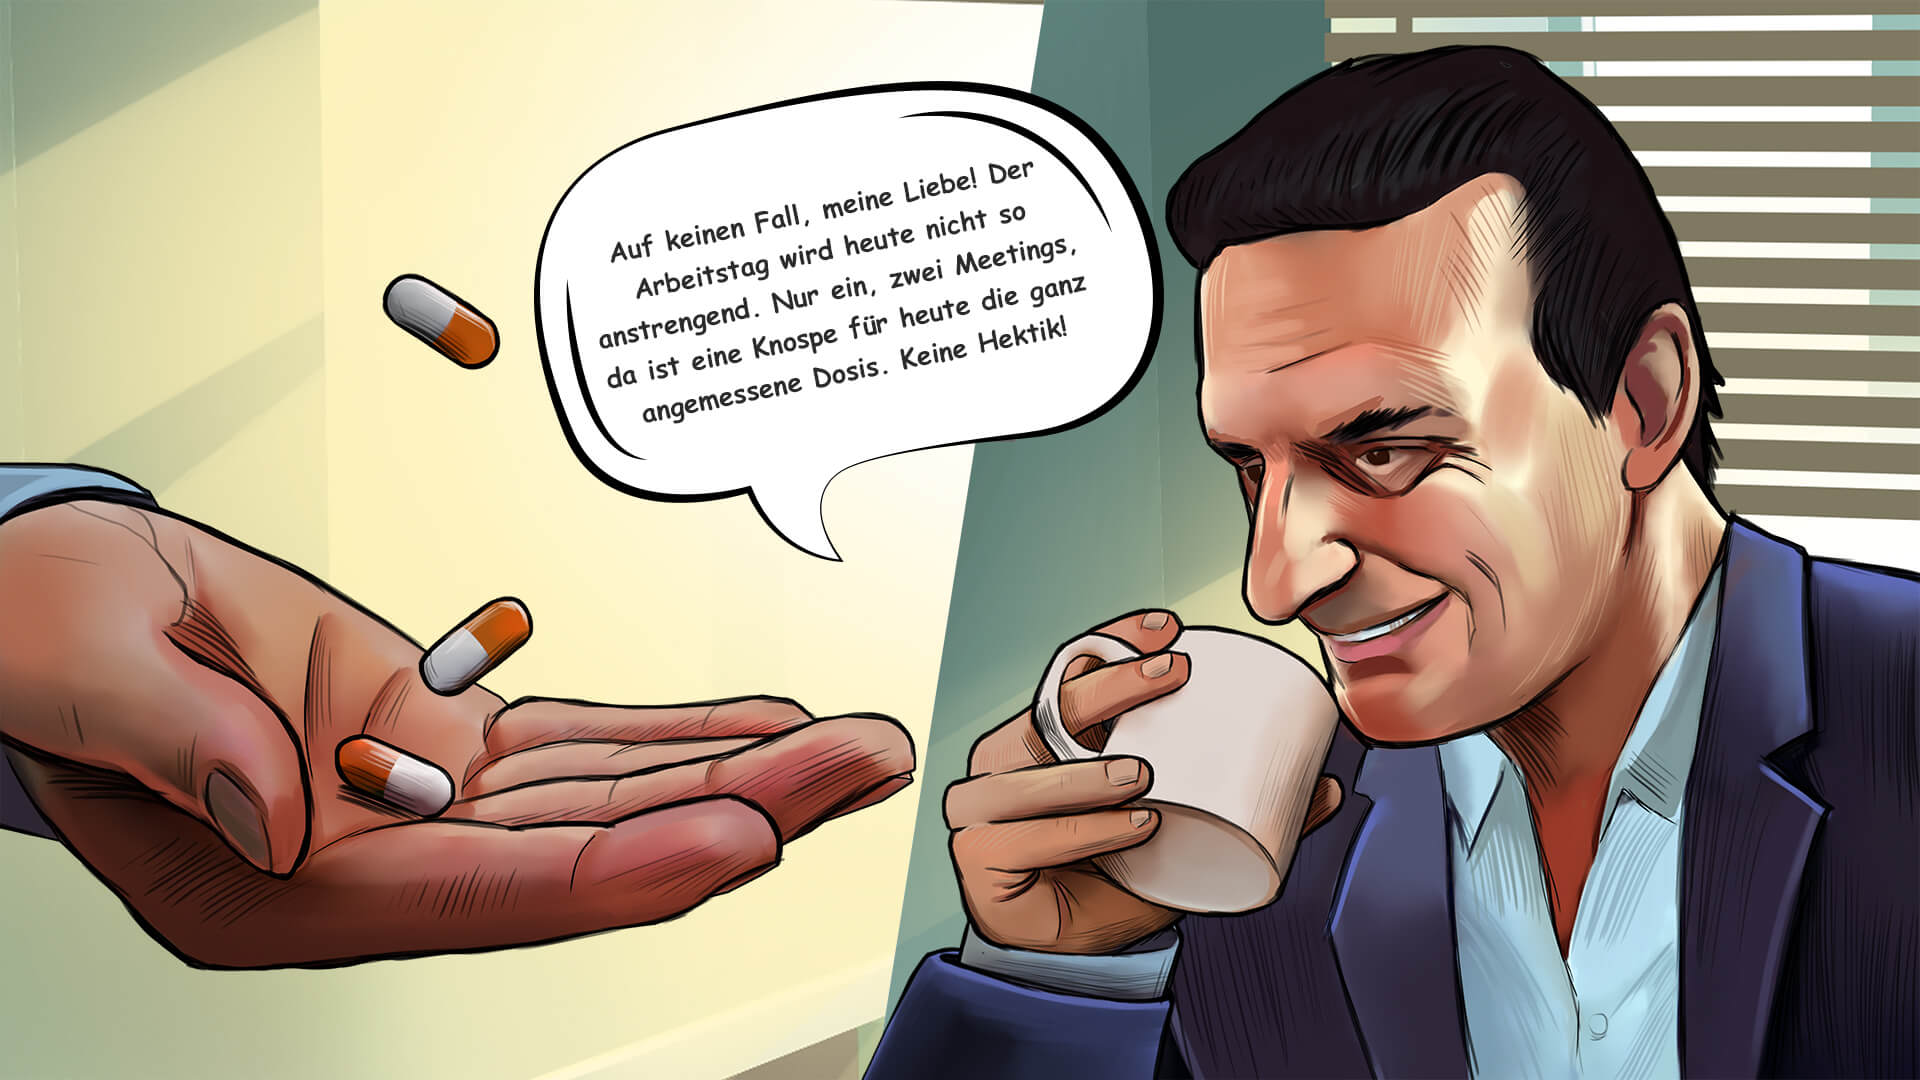 Auf keinen Fall, meine Liebe! Der
Arbeitstag wird heute nicht so
anstrengend. Nur ein, zwei Meetings,
da ist eine Knospe für heute die ganz
angemessene Dosis. Keine Hektik!